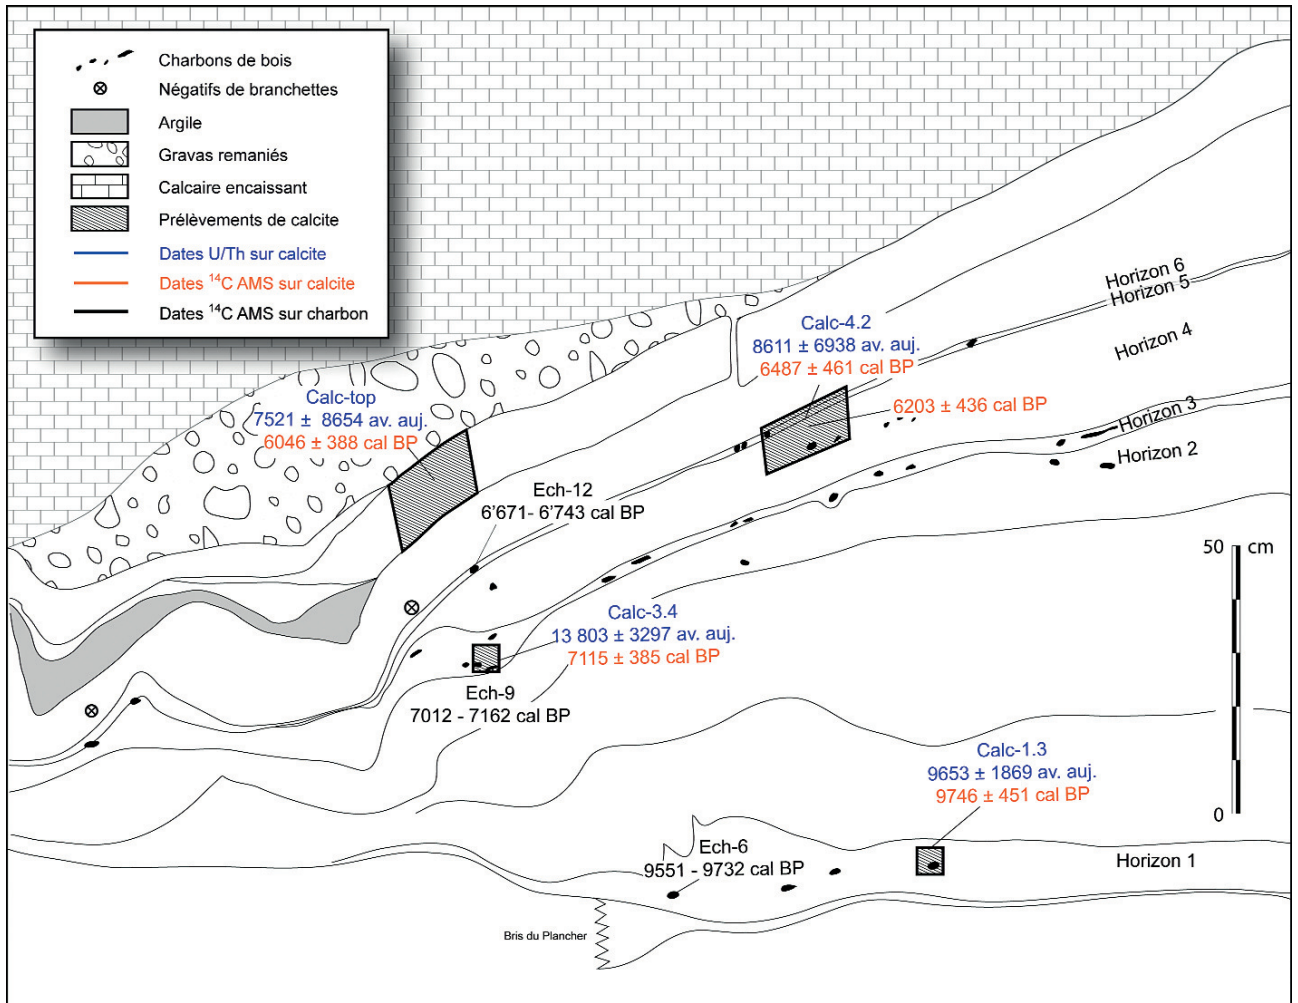 Charbons de bois
Négatifs de branchettes
Argile
Gravas remaniés
Calcaire encaissant
Prélèvements de calcite
Dates U/Th sur calcite
Dates ¹⁴C AMS sur calcite
Dates ¹⁴C AMS sur charbon
Horizon 6
Horizon 5
Horizon 4
Calc-4.2
8611 ± 6938 av. auj.
6487 ± 461 cal BP
6203 ± 436 cal BP
Calc-top
7521 ± 8654 av. auj.
6046 ± 388 cal BP
Horizon 3
Horizon 2
Ech-12
6'671- 6'743 cal BP
50 cm
0
Calc-3.4
13 803 ± 3297 av. auj.
7115 ± 385 cal BP
Ech-9
7012 - 7162 cal BP
Calc-1.3
9653 ± 1869 av. auj.
9746 ± 451 cal BP
Ech-6
9551 - 9732 cal BP
Horizon 1
Bris du Plancher